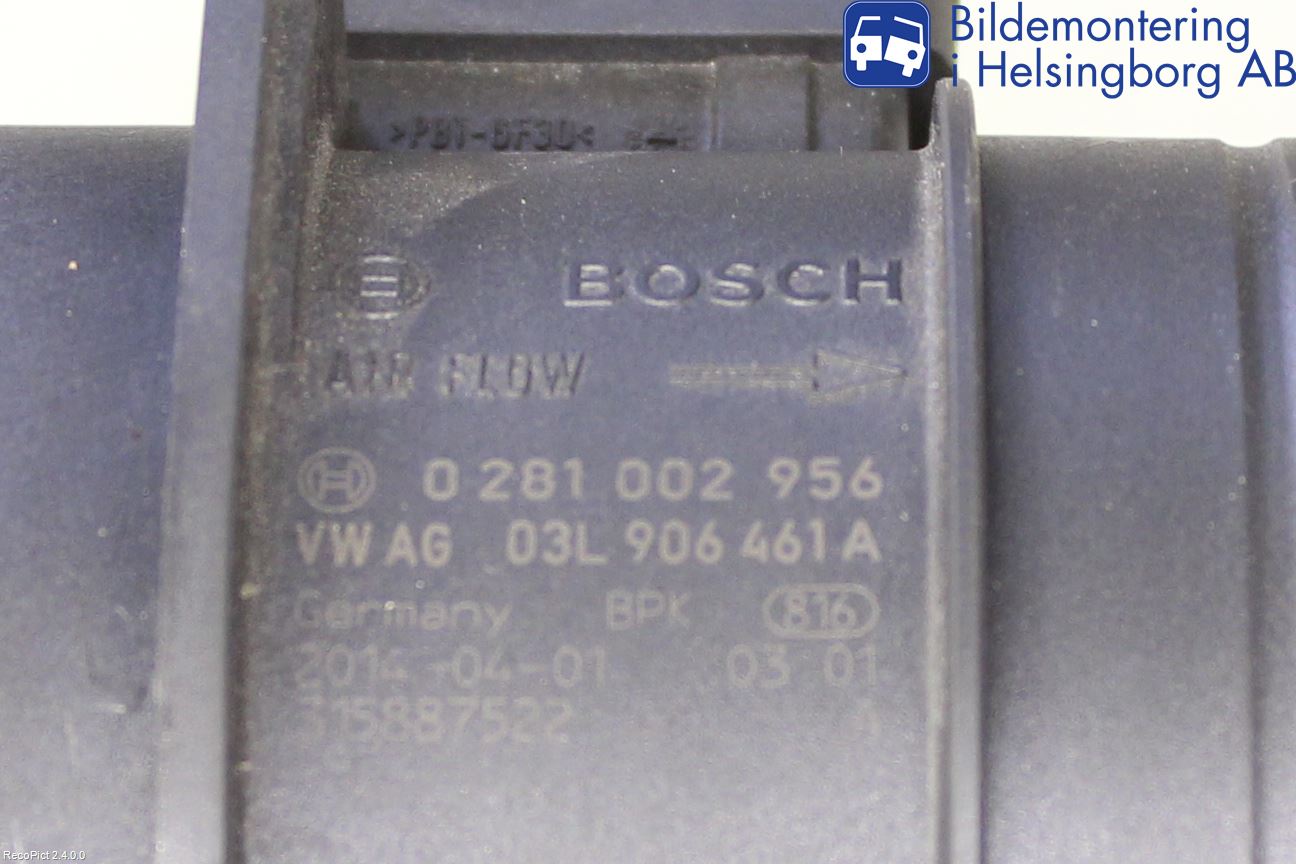 Bildemontering
i Helsingborg AB
>PBT-GF30<
BOSCH
AIR FLOW
0 281 002 956
VW AG 03L 906 461 A
Germany BPK 816
2014-04-01 03 01
315887522
RecoPict 2.4.0.0